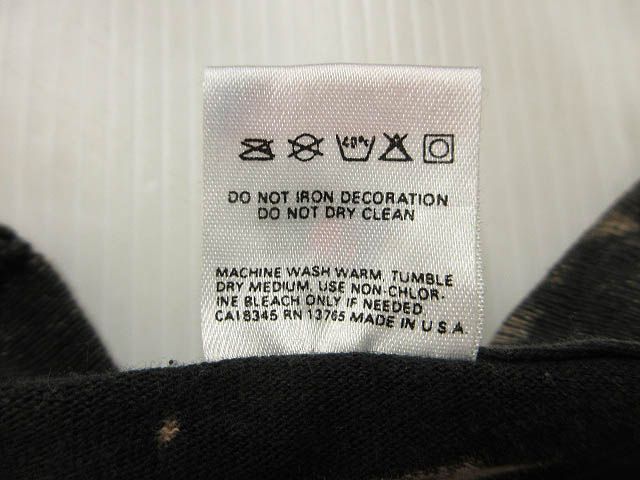 40°c
DO NOT IRON DECORATION
DO NOT DRY CLEAN
MACHINE WASH WARM, TUMBLE
DRY MEDIUM, USE NON-CHLOR-
INE BLEACH ONLY IF NEEDED
CA18345 RN 13765 MADE IN U.S.A